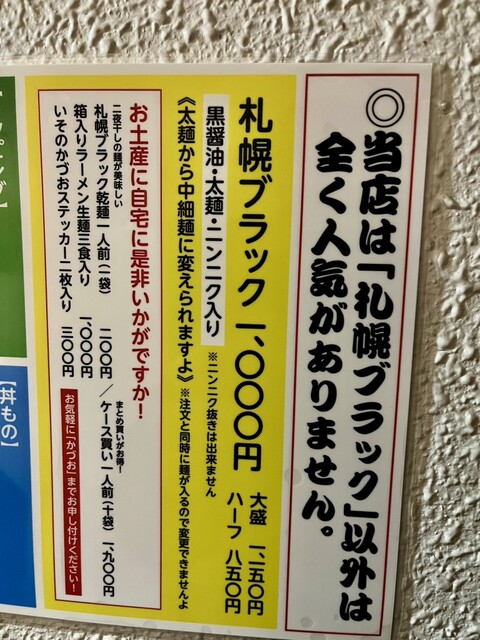 ◎当店は「札幌ブラック」以外は
全く人気がありません。
札幌ブラック 一、〇〇〇円
大盛 一、一五〇円
ハーフ 八五〇円
黒醤油・太麺・ニンニク入り
※ニンニク抜きは出来ません
《太麺から中細麺に変えられますよ》
※注文と同時に麺が入るので変更できませんよ
お土産に自宅に是非いかがですか！
二夜干しの麺が美味しい
まとめ買いがお得！
札幌ブラック乾麺一人前（一袋） 二〇〇円／ケース買い一人前（十袋） 一、九〇〇円
箱入りラーメン生麺三食入り 一、〇〇〇円
いそのかづおステッカー二枚入り 三〇〇円
お気軽に「かづお」までお申し付けください！
【丼もの】